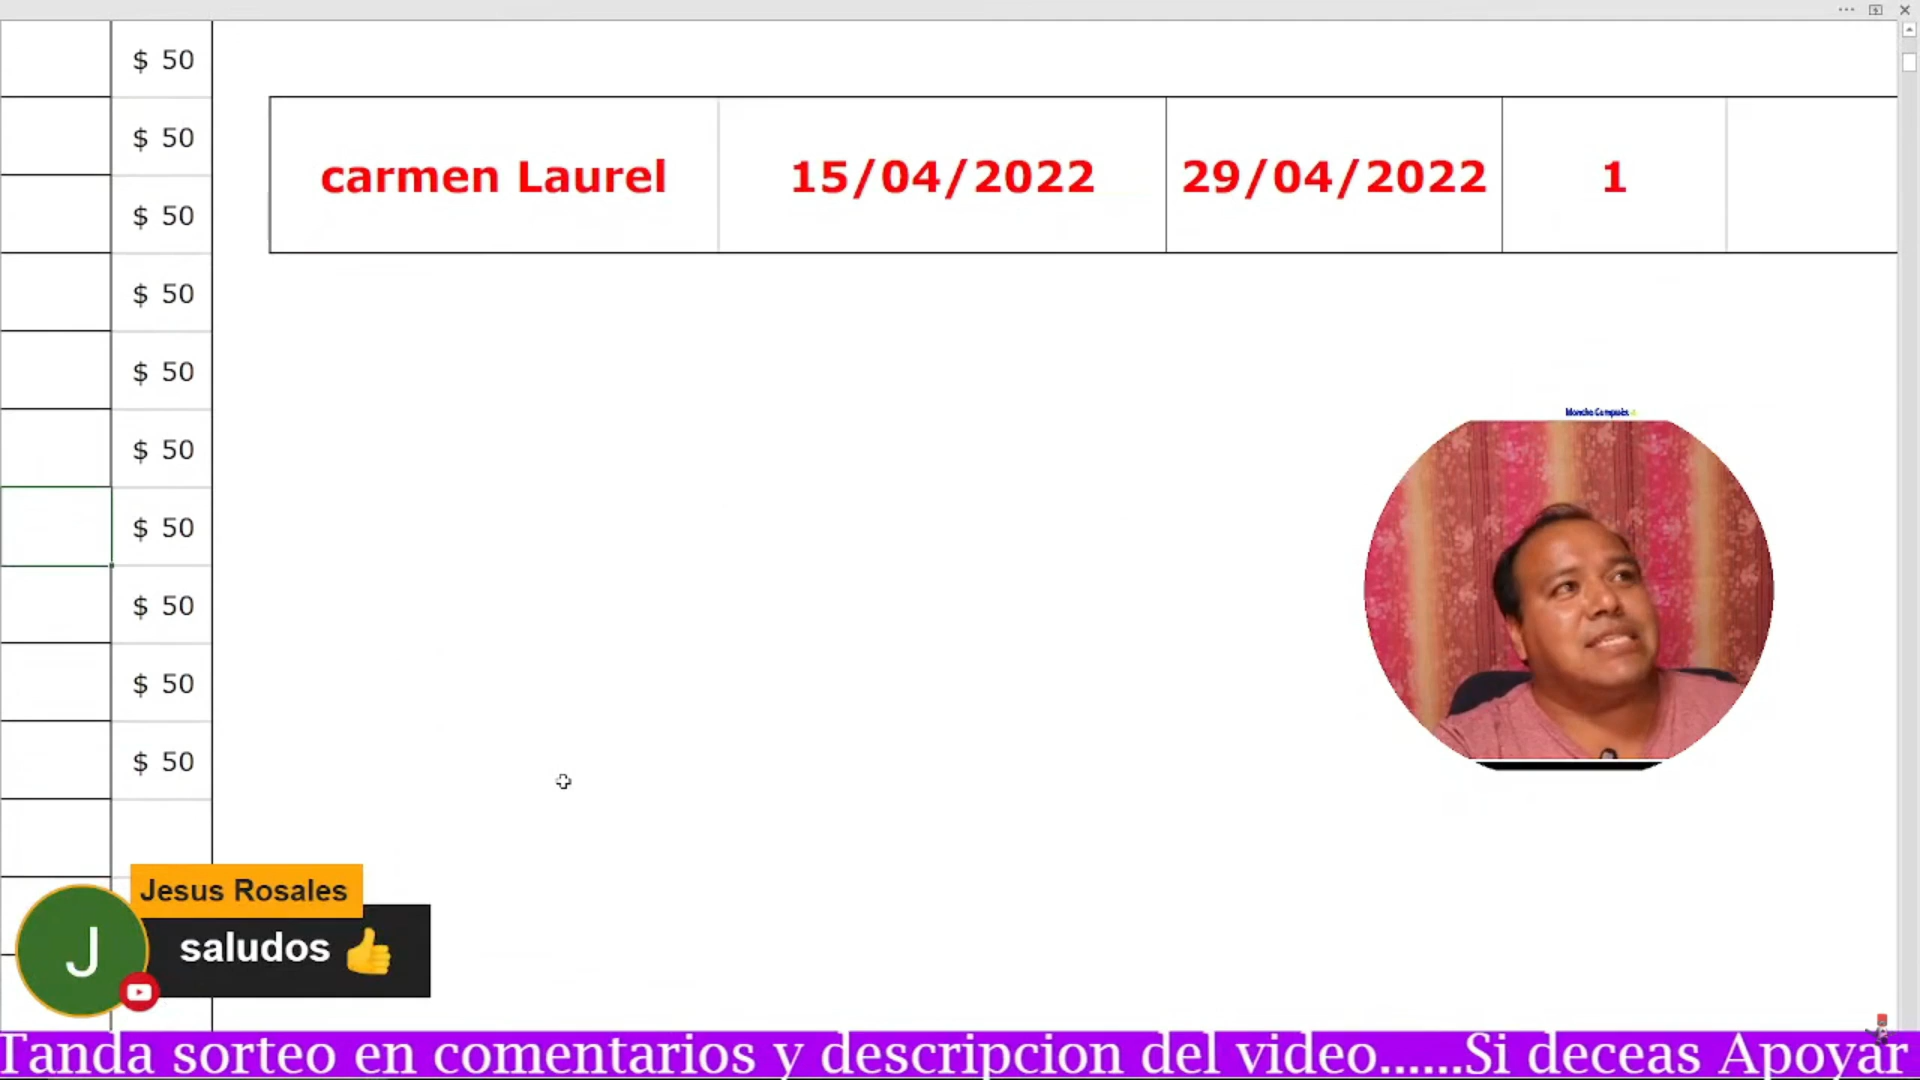 $ 50
$ 50
carmen Laurel 15/04/2022 29/04/2022 1
$ 50
$ 50
$ 50
$ 50
$ 50
$ 50
$ 50
$ 50
Jesus Rosales
J
saludos 👍
Tanda sorteo en comentarios y descripcion del video......Si deceas Apoyar